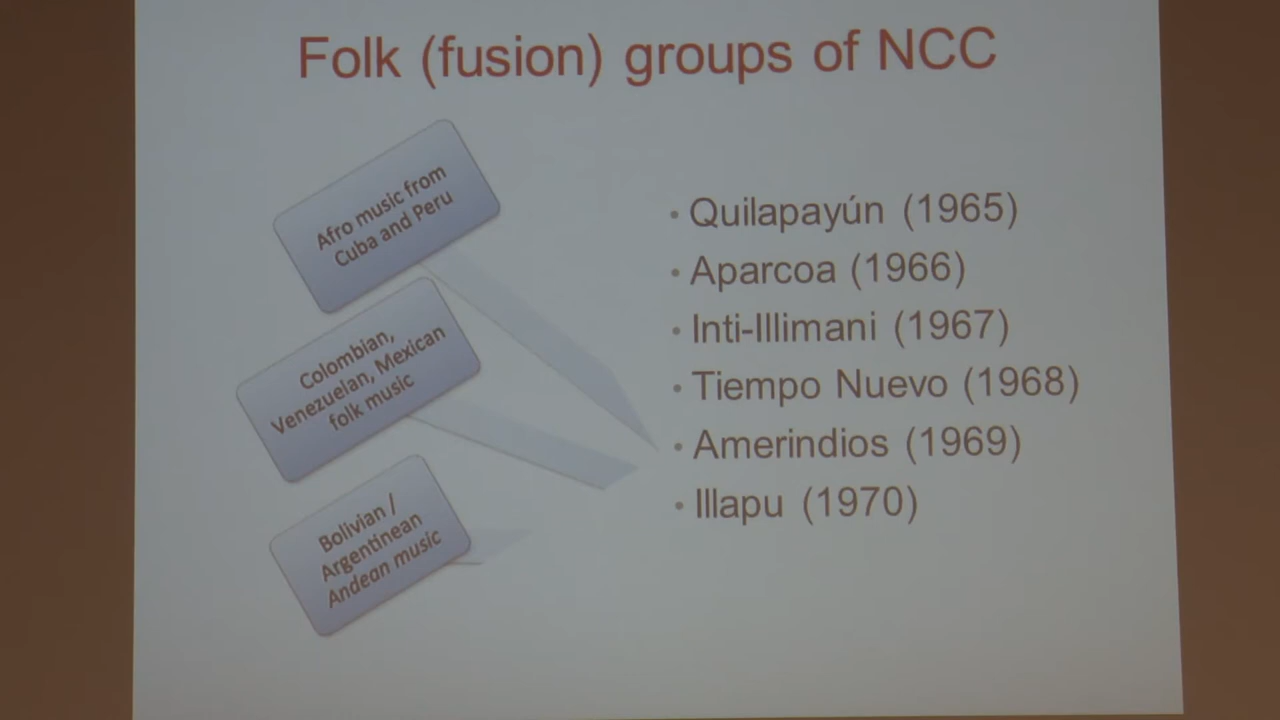 Folk (fusion) groups of NCC
Afro music from
Cuba and Peru
Colombian,
Venezuelan, Mexican
folk music
Bolivian /
Argentinean
Andean music
• Quilapayún (1965)
• Aparcoa (1966)
• Inti-Illimani (1967)
• Tiempo Nuevo (1968)
• Amerindios (1969)
• Illapu (1970)